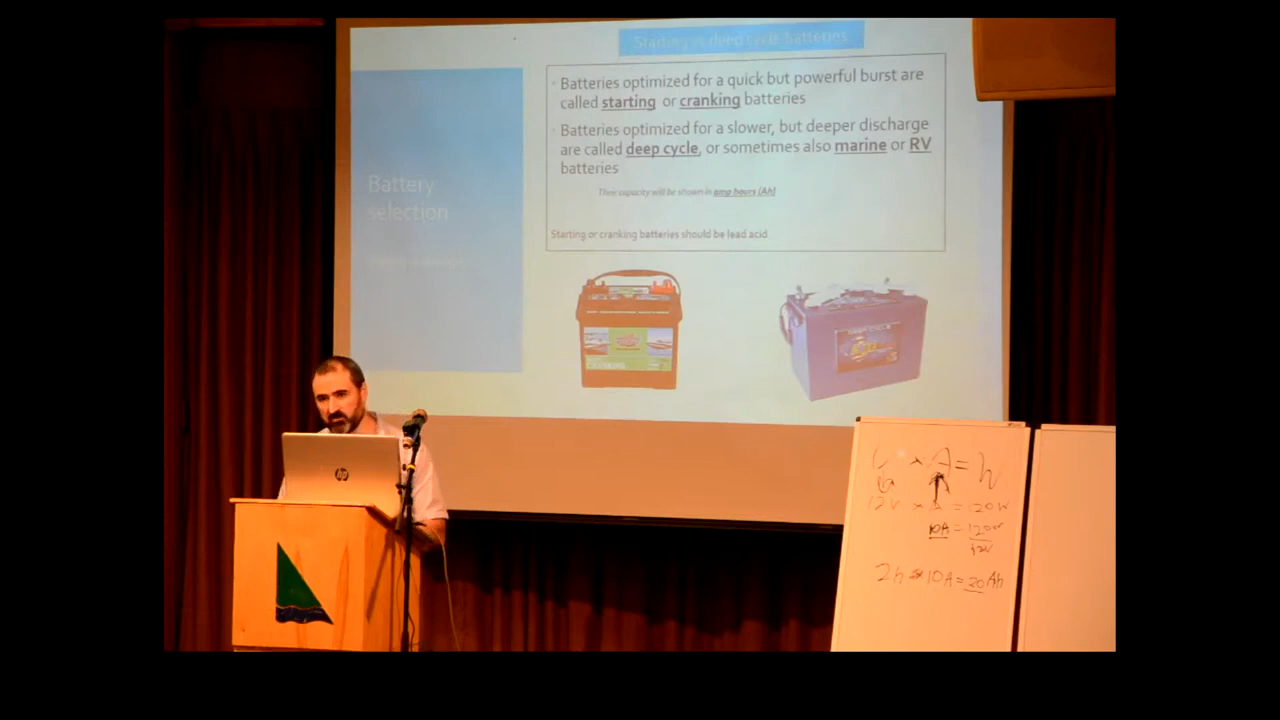 Starting vs deep cycle batteries
Batteries optimized for a quick but powerful burst are
called starting or cranking batteries
Batteries optimized for a slower, but deeper discharge
are called deep cycle, or sometimes also marine or RV
batteries
Their capacity will be shown in amp hours (Ah)
Starting or cranking batteries should be lead acid
Battery
selection
CRANKING
DEEP CYCLE
hp
x A = W
12V x A = 120W
10A = 120W
12V
2h x 10A = 20Ah